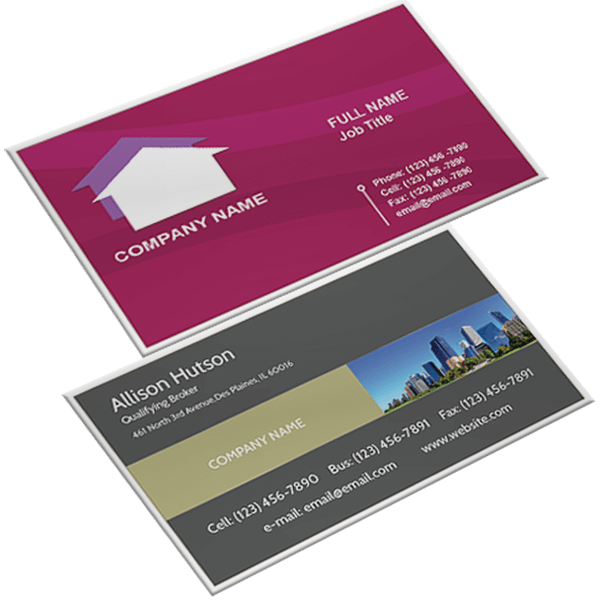 FULL NAME
Job Title
Phone: (123) 456 -7890
Cell: (123) 456 -7890
Fax: (123) 456 -7890
email@email.com
COMPANY NAME
Allison Hutson
Qualifying Broker
461 North 3rd Avenue,Des Plaines, IL 60016
COMPANY NAME
Cell: (123) 456-7890 Bus: (123) 456-7891 Fax: (123) 456-7891
e-mail: email@email.com www.website.com